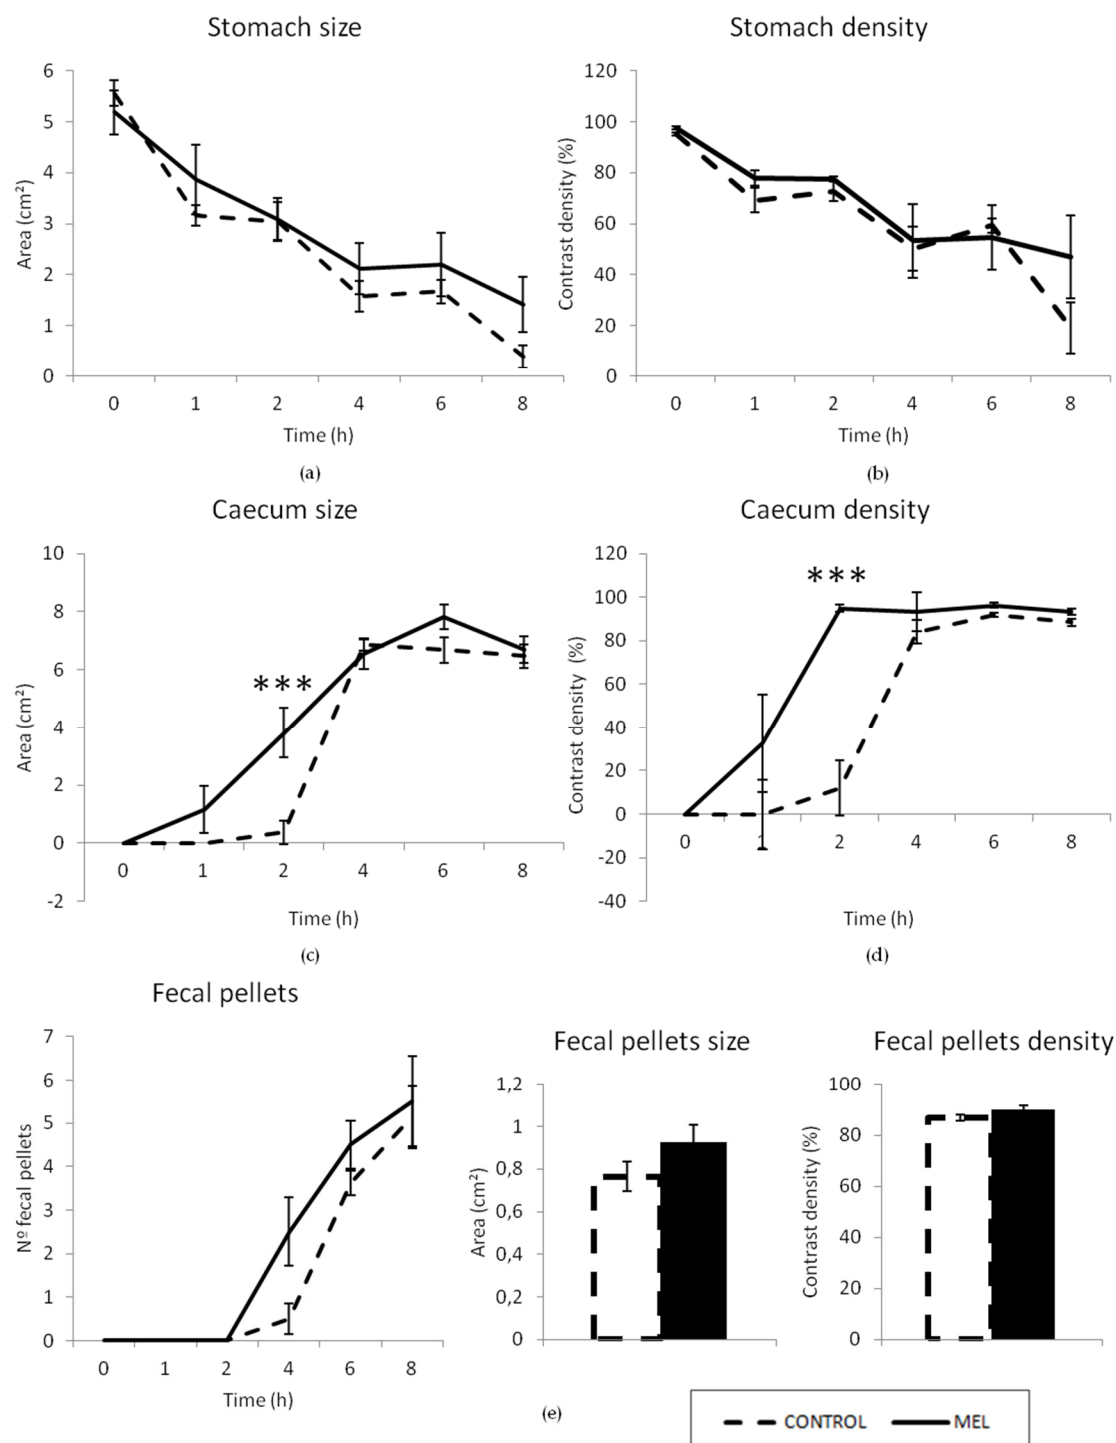 Stomach size
Stomach density
6
5
4
3
2
1
0
Area (cm²)
0 1 2 4 6 8
Time (h)
(a)
120
100
80
60
40
20
0
Contrast density (%)
0 1 2 4 6 8
Time (h)
(b)
Caecum size
Caecum density
10
8
6
4
2
0
-2
Area (cm²)
***
0 1 2 4 6 8
Time (h)
(c)
120
100
80
60
40
20
0
-20
-40
Contrast density (%)
***
0 1 2 4 6 8
Time (h)
(d)
Fecal pellets
7
6
5
4
3
2
1
0
Nº fecal pellets
0 1 2 4 6 8
Time (h)
Fecal pellets size
1,2
1
0,8
0,6
0,4
0,2
0
Area (cm²)
Fecal pellets density
100
80
60
40
20
0
Contrast density (%)
(e)
CONTROL MEL